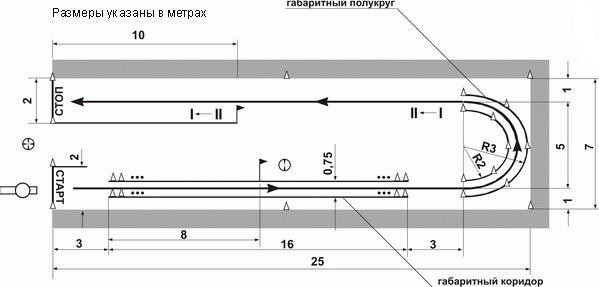 Размеры указаны в метрах
габаритный полукруг
10
2
СТОП
I ← II
II ← I
1
R3
R2
5
7
2
СТАРТ
0,75
1
8
3
16
3
25
габаритный коридор